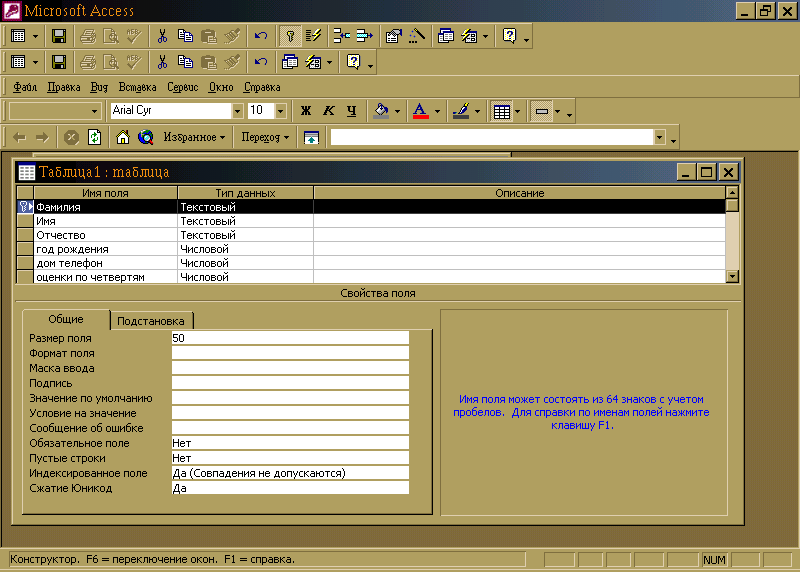 Microsoft Access
Файл Правка Вид Вставка Сервис Окно Справка
Arial Cyr 10 Ж К Ч
Избранное Переход
Таблица1 : таблица
Имя поля Тип данных Описание
Фамилия Текстовый
Имя Текстовый
Отчество Текстовый
год рождения Числовой
дом телефон Числовой
оценки по четвертям Числовой
Свойства поля
Общие Подстановка
Размер поля 50
Формат поля
Маска ввода
Подпись
Значение по умолчанию
Условие на значение
Сообщение об ошибке
Обязательное поле Нет
Пустые строки Нет
Индексированное поле Да (Совпадения не допускаются)
Сжатие Юникод Да
Имя поля может состоять из 64 знаков с учетом
пробелов. Для справки по именам полей нажмите
клавишу F1.
Конструктор. F6 = переключение окон. F1 = справка.
NUM